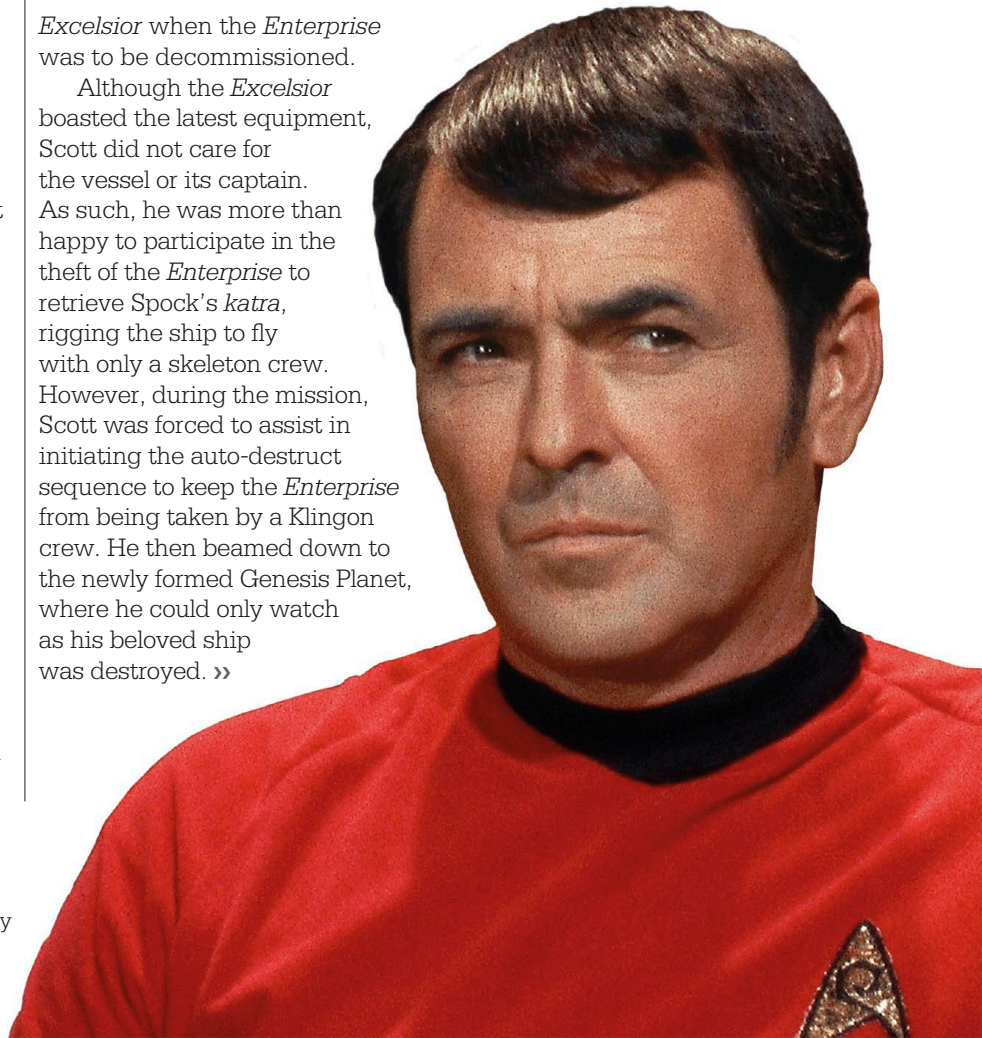 Excelsior when the Enterprise
was to be decommissioned.
Although the Excelsior
boasted the latest equipment,
Scott did not care for
the vessel or its captain.
As such, he was more than
happy to participate in the
theft of the Enterprise to
retrieve Spock’s katra,
rigging the ship to fly
with only a skeleton crew.
However, during the mission,
Scott was forced to assist in
initiating the auto-destruct
sequence to keep the Enterprise
from being taken by a Klingon
crew. He then beamed down to
the newly formed Genesis Planet,
where he could only watch
as his beloved ship
was destroyed. ››